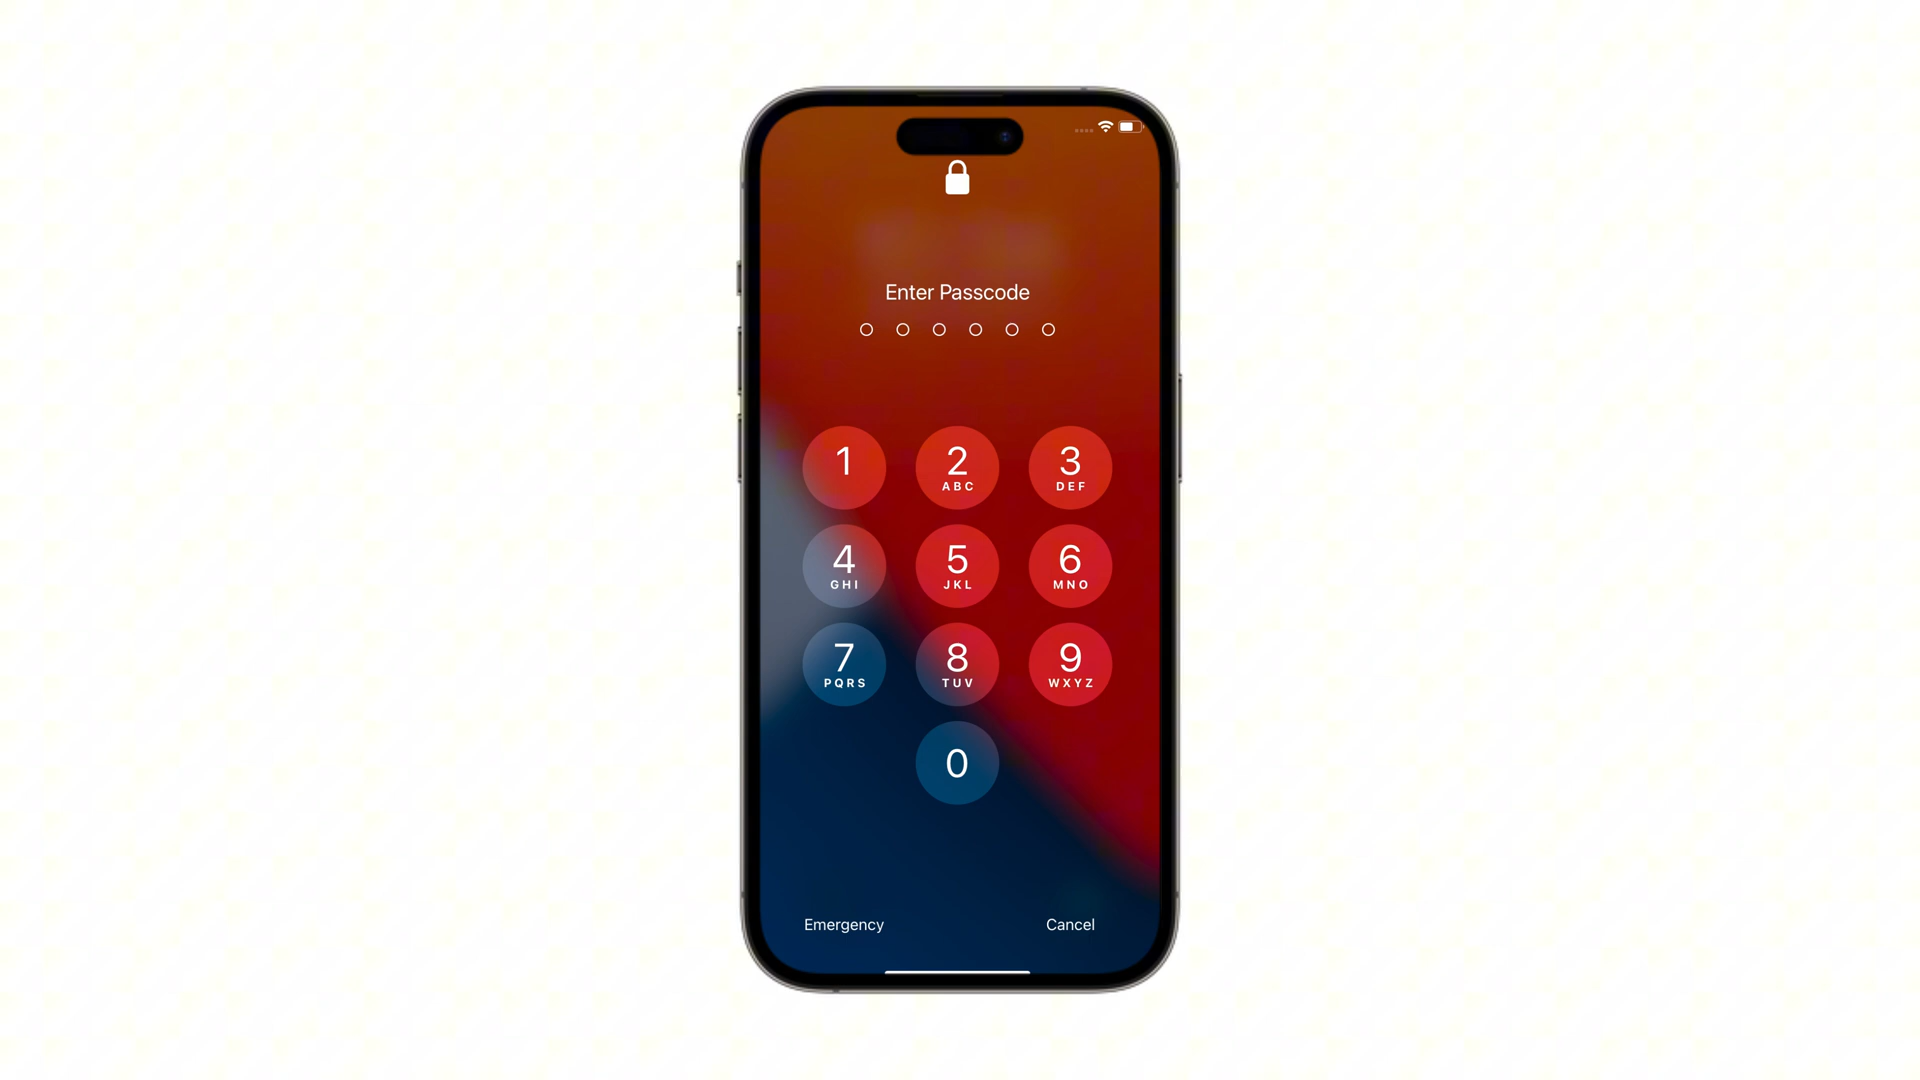 Enter Passcode
1 2 3
ABC DEF
4 5 6
GHI JKL MNO
7 8 9
PQRS TUV WXYZ
0
Emergency Cancel